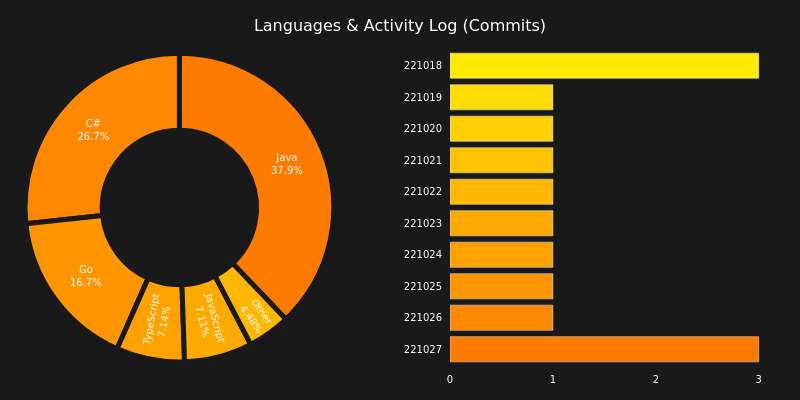 Languages & Activity Log (Commits)
C#
26.7%
Java
37.9%
Go
16.7%
TypeScript
7.14%
JavaScript
7.11%
Other
4.48%
221018
221019
221020
221021
221022
221023
221024
221025
221026
221027
0 1 2 3